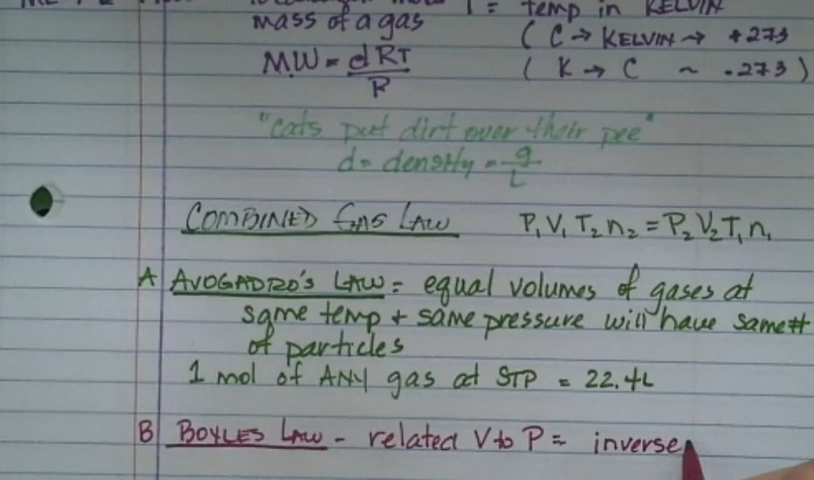 T = temp in KELVIN
mass of a gas
( C → KELVIN → +273
MW = dRT
P
( K → C ~ -273 )
"Cats put dirt over their pee"
d = density = g
L
COMBINED GAS LAW P₁V₁T₂n₂ = P₂V₂T₁n₁
A AVOGADRO'S LAW = equal volumes of gases at
same temp + same pressure will have same #
of particles
1 mol of ANY gas at STP = 22.4L
B BOYLES LAW - related V to P = inverse